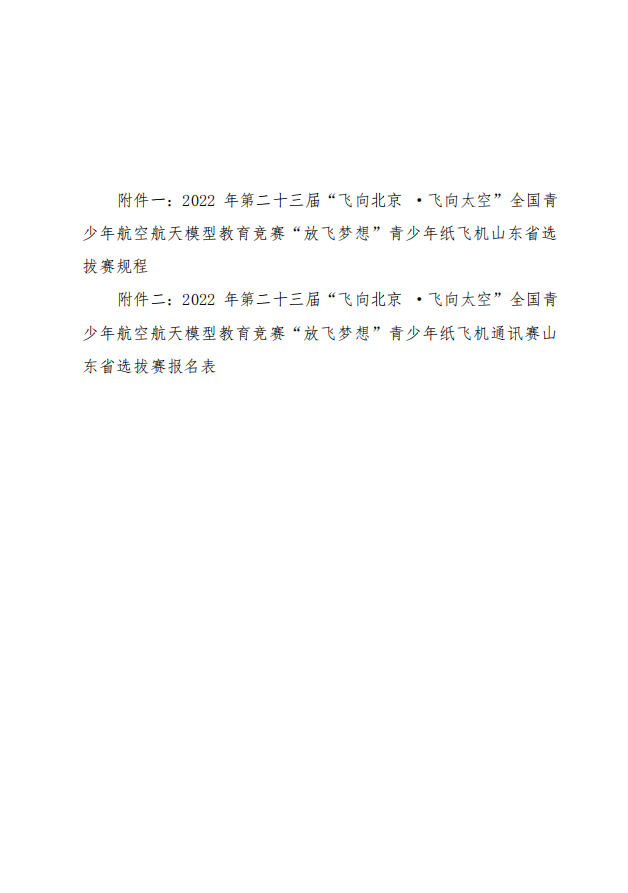 附件一：2022 年第二十三届“飞向北京 ·飞向太空”全国青
少年航空航天模型教育竞赛“放飞梦想”青少年纸飞机山东省选
拔赛规程
附件二：2022 年第二十三届“飞向北京 ·飞向太空”全国青
少年航空航天模型教育竞赛“放飞梦想”青少年纸飞机通讯赛山
东省选拔赛报名表